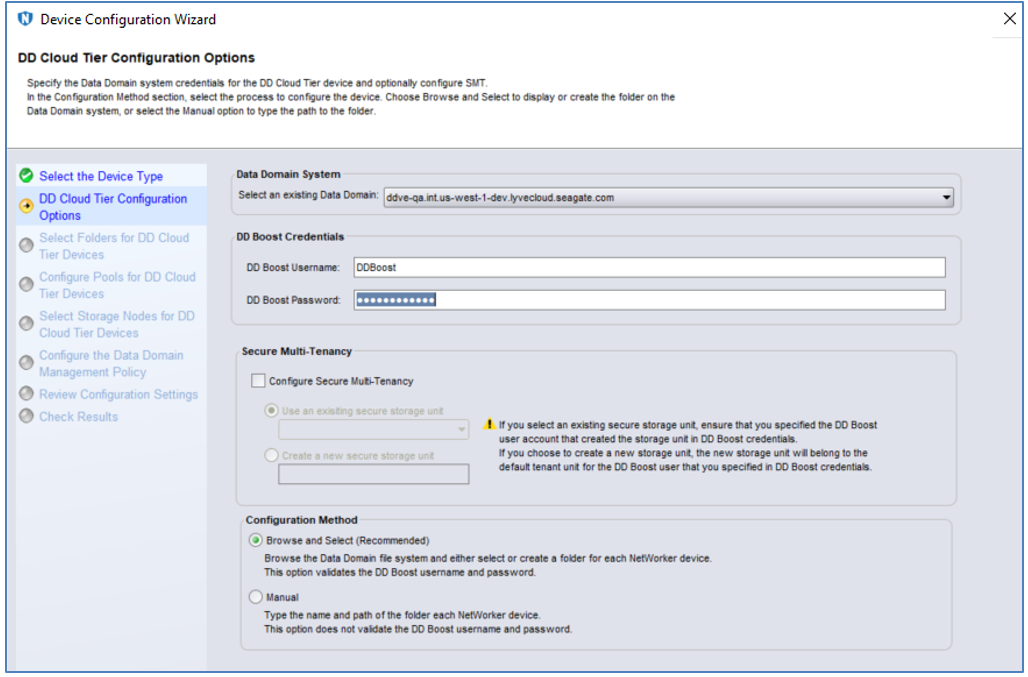 Device Configuration Wizard
DD Cloud Tier Configuration Options
Specify the Data Domain system credentials for the DD Cloud Tier device and optionally configure SMT.
In the Configuration Method section, select the process to configure the device. Choose Browse and Select to display or create the folder on the
Data Domain system, or select the Manual option to type the path to the folder.
Select the Device Type
DD Cloud Tier Configuration
Options
Select Folders for DD Cloud
Tier Devices
Configure Pools for DD Cloud
Tier Devices
Select Storage Nodes for DD
Cloud Tier Devices
Configure the Data Domain
Management Policy
Review Configuration Settings
Check Results
Data Domain System
Select an existing Data Domain: ddve-qa.int.us-west-1-dev.lyvecloud.seagate.com
DD Boost Credentials
DD Boost Username: DDBoost
DD Boost Password: ••••••••••••
Secure Multi-Tenancy
Configure Secure Multi-Tenancy
Use an exisiting secure storage unit
Create a new secure storage unit
If you select an existing secure storage unit, ensure that you specified the DD Boost
user account that created the storage unit in DD Boost credentials.
If you choose to create a new storage unit, the new storage unit will belong to the
default tenant unit for the DD Boost user that you specified in DD Boost credentials.
Configuration Method
Browse and Select (Recommended)
Browse the Data Domain file system and either select or create a folder for each NetWorker device.
This option validates the DD Boost username and password.
Manual
Type the name and path of the folder each NetWorker device.
This option does not validate the DD Boost username and password.